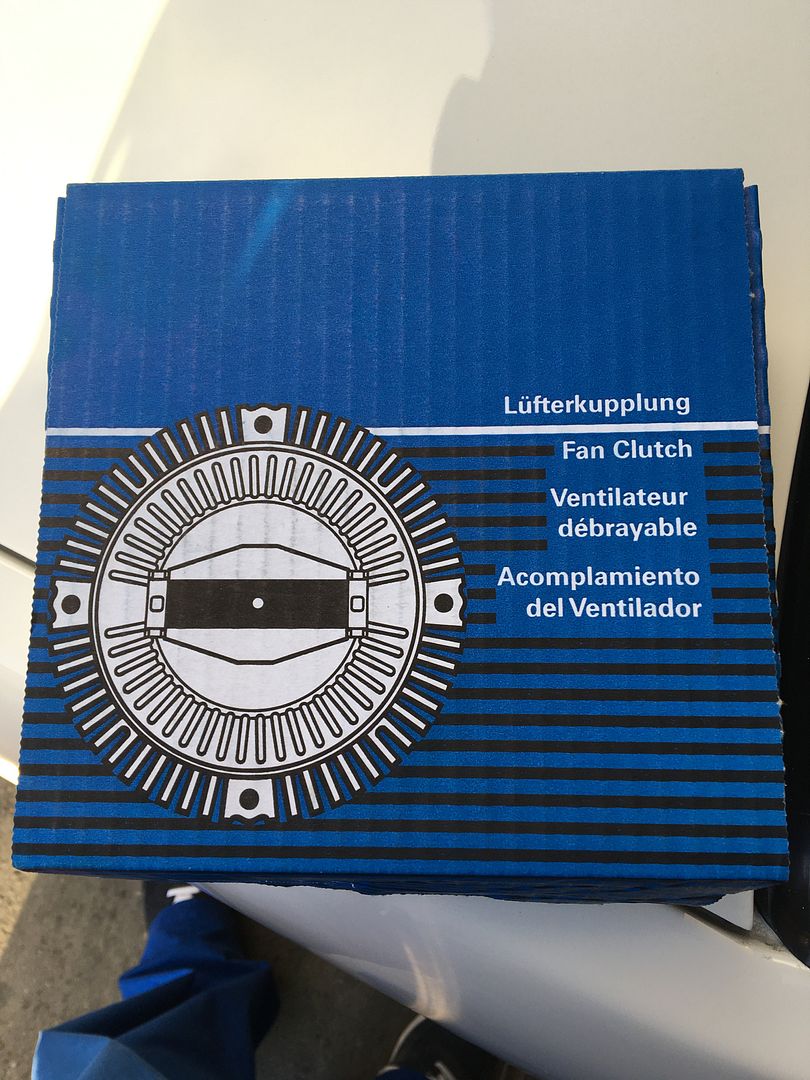 Lüfterkupplung
Fan Clutch
Ventilateur
débrayable
Acomplamiento
del Ventilador